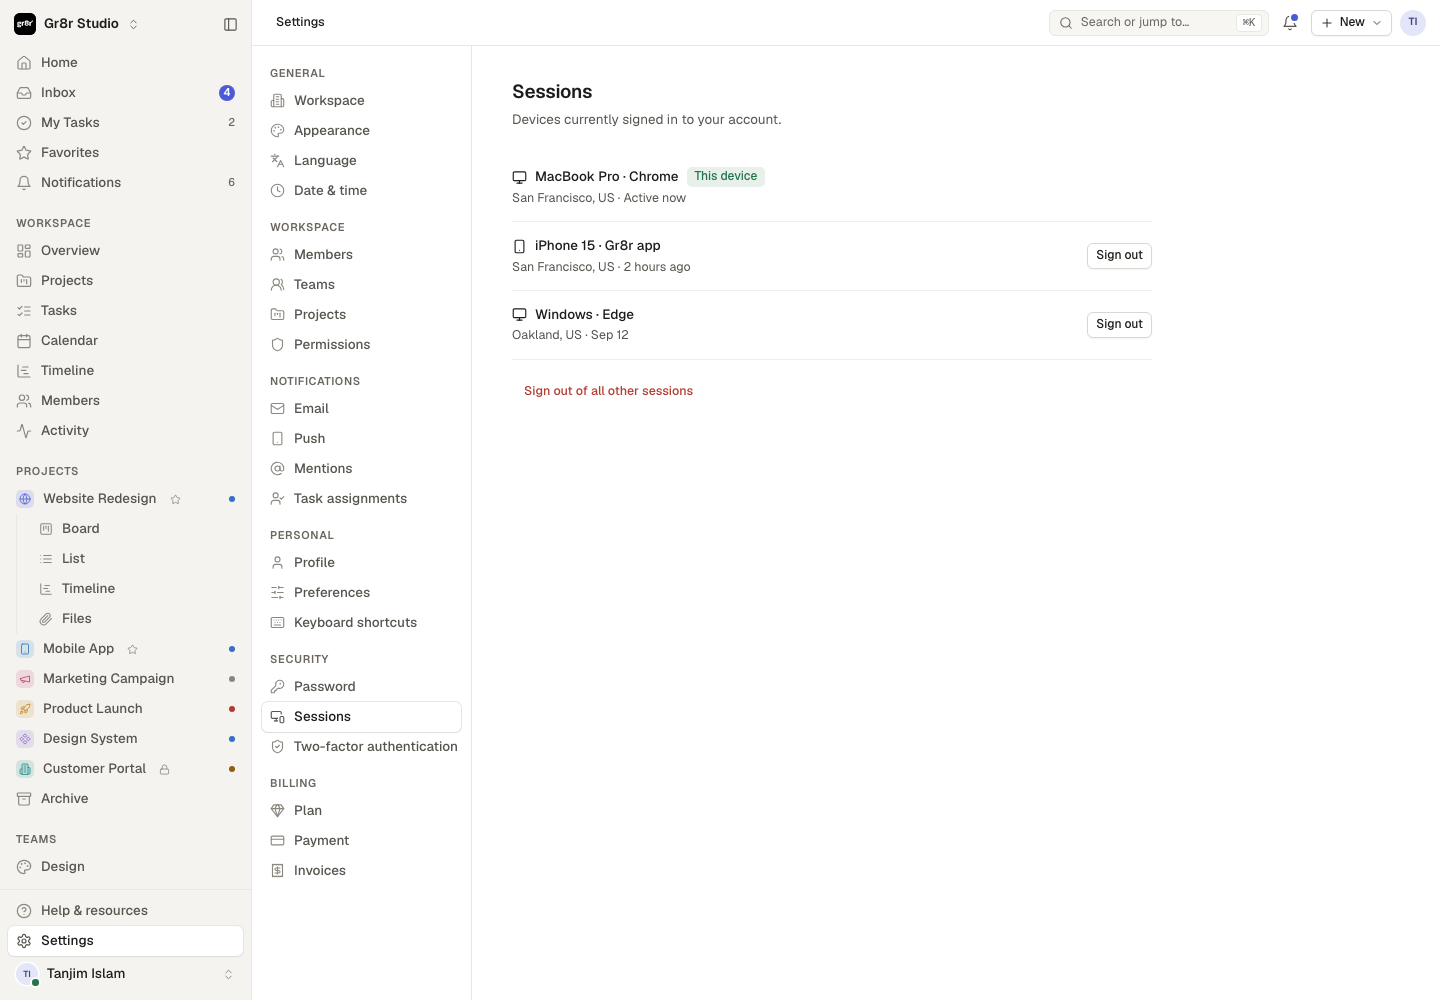 gr8r
Gr8r Studio
Home
Inbox 4
My Tasks 2
Favorites
Notifications 6
WORKSPACE
Overview
Projects
Tasks
Calendar
Timeline
Members
Activity
PROJECTS
Website Redesign
Board
List
Timeline
Files
Mobile App
Marketing Campaign
Product Launch
Design System
Customer Portal
Archive
TEAMS
Design
Help & resources
Settings
TI Tanjim Islam
Settings
Search or jump to... ⌘K
New
TI
GENERAL
Workspace
Appearance
Language
Date & time
WORKSPACE
Members
Teams
Projects
Permissions
NOTIFICATIONS
Email
Push
Mentions
Task assignments
PERSONAL
Profile
Preferences
Keyboard shortcuts
SECURITY
Password
Sessions
Two-factor authentication
BILLING
Plan
Payment
Invoices
Sessions
Devices currently signed in to your account.
MacBook Pro · Chrome This device
San Francisco, US · Active now
iPhone 15 · Gr8r app
San Francisco, US · 2 hours ago
Sign out
Windows · Edge
Oakland, US · Sep 12
Sign out
Sign out of all other sessions